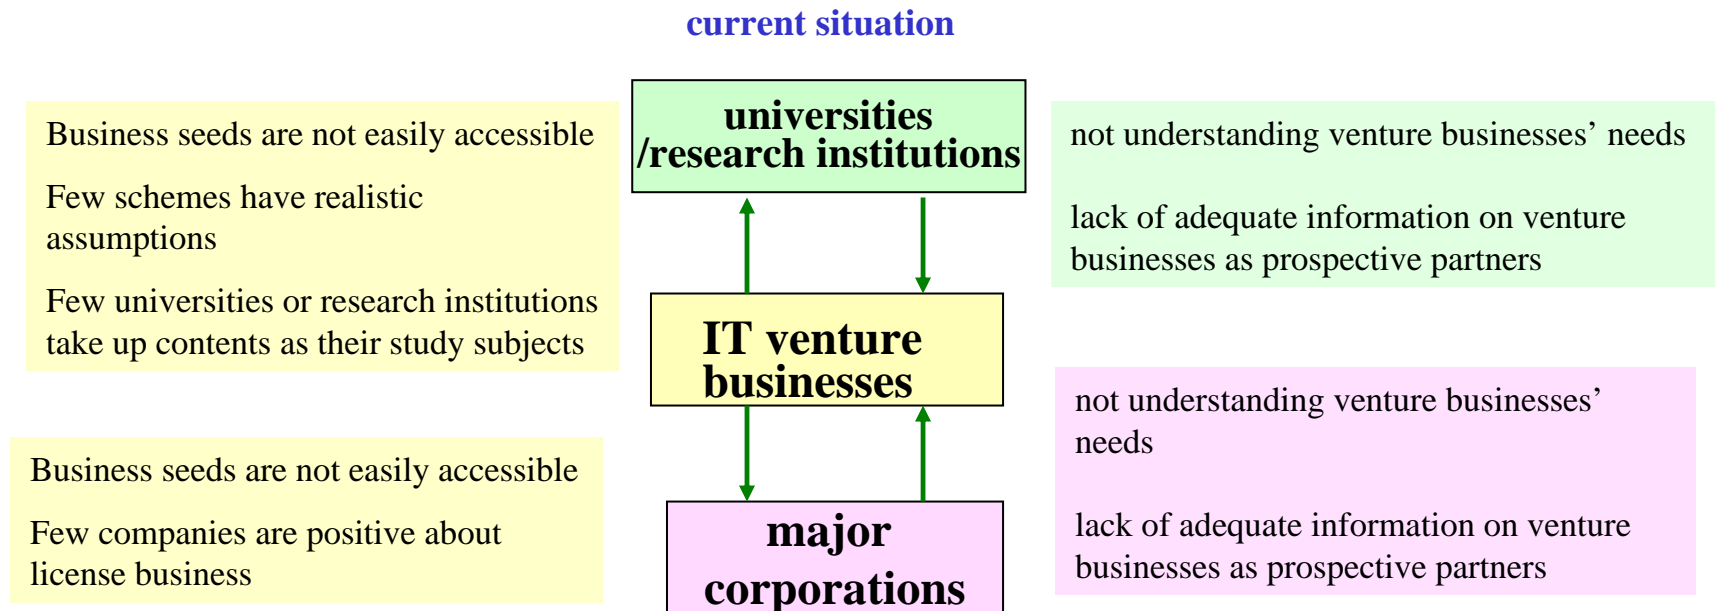 current situation
universities
/research institutions
Business seeds are not easily accessible
Few schemes have realistic
assumptions
Few universities or research institutions
take up contents as their study subjects
not understanding venture businesses’ needs
lack of adequate information on venture
businesses as prospective partners
IT venture
businesses
Business seeds are not easily accessible
Few companies are positive about
license business
not understanding venture businesses’
needs
lack of adequate information on venture
businesses as prospective partners
major
corporations